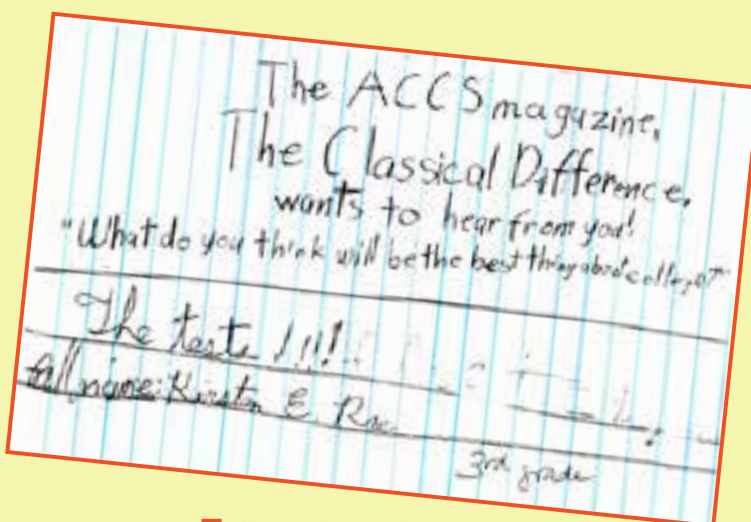 The ACCS magazine,
The Classical Difference,
wants to hear from you!
"What do you think will be the best thing about college?"
The tests !!!!
full name: Kirstin E
3rd grade